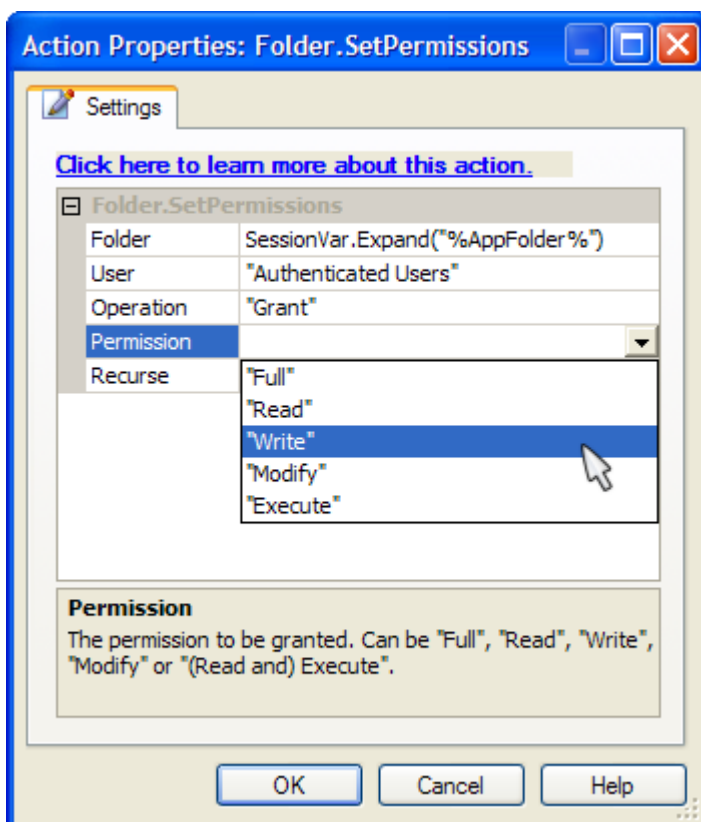 Action Properties: Folder.SetPermissions
Settings
Click here to learn more about this action.
Folder.SetPermissions
Folder SessionVar.Expand("%AppFolder%")
User "Authenticated Users"
Operation "Grant"
Permission
Recurse
"Full"
"Read"
"Write"
"Modify"
"Execute"
Permission
The permission to be granted. Can be "Full", "Read", "Write",
"Modify" or "(Read and) Execute".
OK Cancel Help